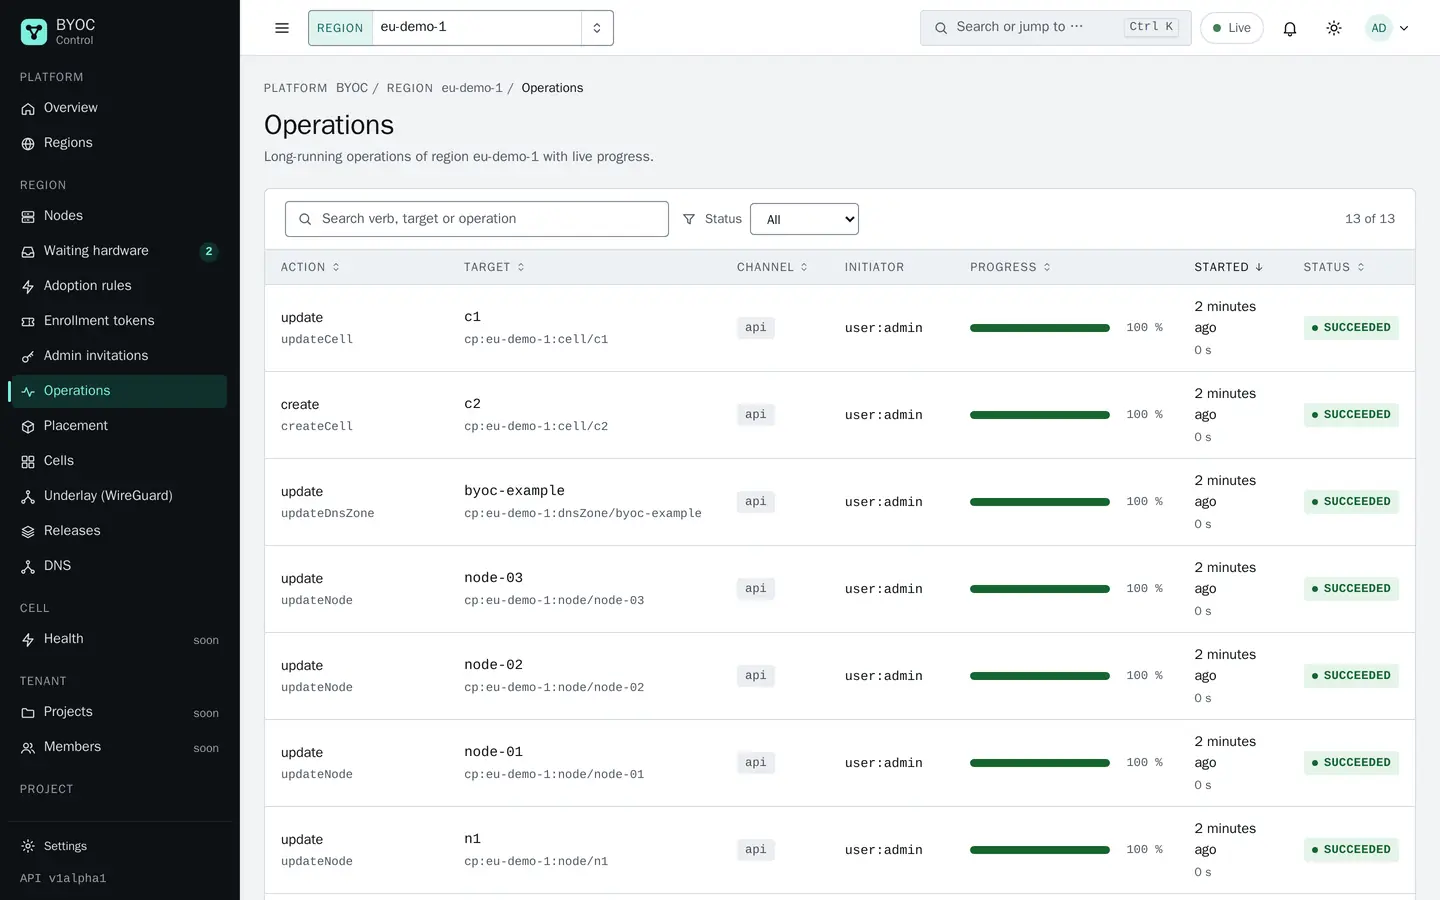 BYOC
Control
PLATFORM
Overview
Regions
REGION
Nodes
Waiting hardware 2
Adoption rules
Enrollment tokens
Admin invitations
Operations
Placement
Cells
Underlay (WireGuard)
Releases
DNS
CELL
Health soon
TENANT
Projects soon
Members soon
PROJECT
Settings
API v1alpha1
REGION eu-demo-1
Search or jump to ··· Ctrl K
Live
AD
PLATFORM BYOC / REGION eu-demo-1 / Operations
Operations
Long-running operations of region eu-demo-1 with live progress.
Search verb, target or operation
Status All
13 of 13
ACTION TARGET CHANNEL INITIATOR PROGRESS STARTED STATUS
update c1 api user:admin 100 % 2 minutes ago SUCCEEDED
updateCell cp:eu-demo-1:cell/c1 0 s
create c2 api user:admin 100 % 2 minutes ago SUCCEEDED
createCell cp:eu-demo-1:cell/c2 0 s
update byoc-example api user:admin 100 % 2 minutes ago SUCCEEDED
updateDnsZone cp:eu-demo-1:dnsZone/byoc-example 0 s
update node-03 api user:admin 100 % 2 minutes ago SUCCEEDED
updateNode cp:eu-demo-1:node/node-03 0 s
update node-02 api user:admin 100 % 2 minutes ago SUCCEEDED
updateNode cp:eu-demo-1:node/node-02 0 s
update node-01 api user:admin 100 % 2 minutes ago SUCCEEDED
updateNode cp:eu-demo-1:node/node-01 0 s
update n1 api user:admin 100 % 2 minutes ago SUCCEEDED
updateNode cp:eu-demo-1:node/n1 0 s